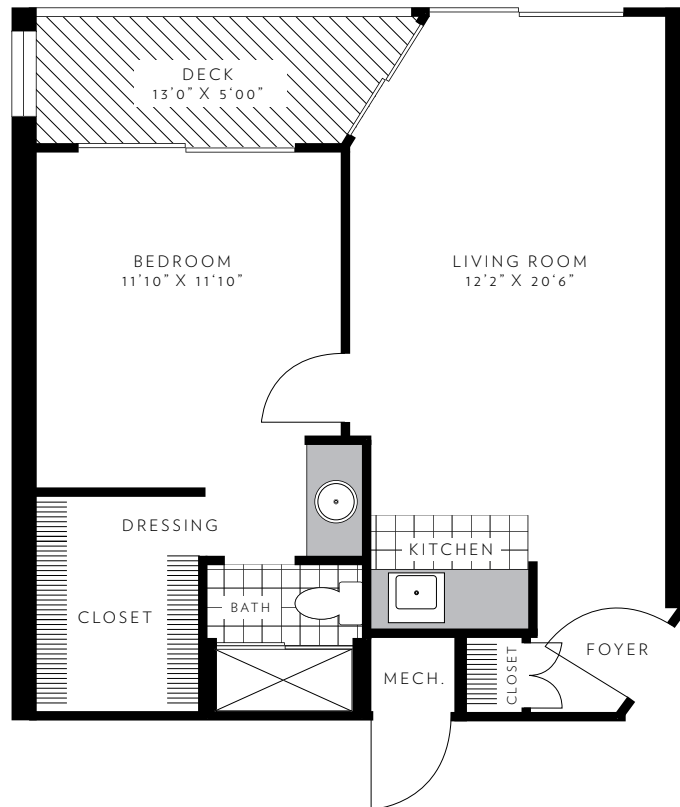 DECK
13'0" X 5'00"
BEDROOM
11'10" X 11'10"
LIVING ROOM
12'2" X 20'6"
DRESSING
KITCHEN
BATH
CLOSET
FOYER
CLOSET
MECH.